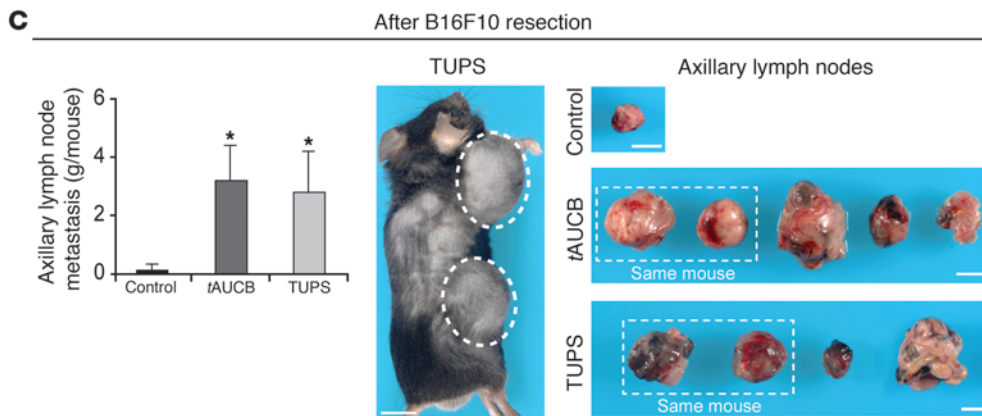 C
After B16F10 resection
TUPS
Axillary lymph nodes
Axillary lymph node
metastasis (g/mouse)
6
4
2
0
*
*
Control
tAUCB
TUPS
Control
tAUCB
Same mouse
TUPS
Same mouse